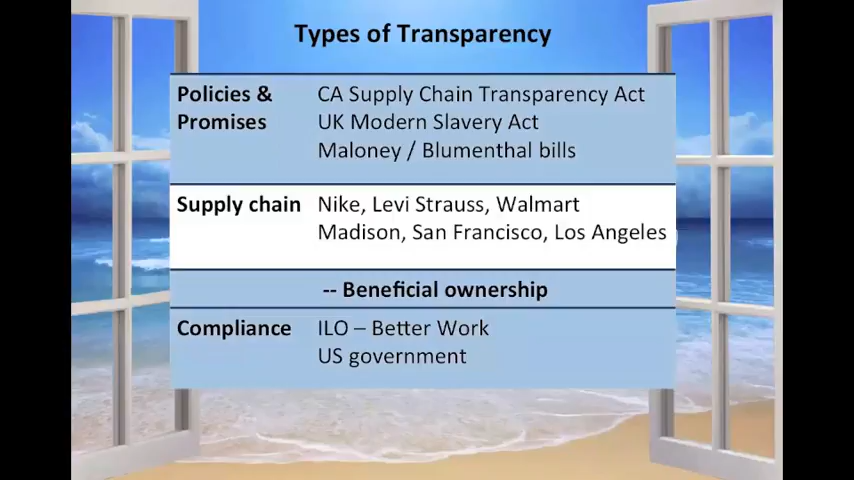 Types of Transparency
Policies & Promises
CA Supply Chain Transparency Act
UK Modern Slavery Act
Maloney / Blumenthal bills
Supply chain
Nike, Levi Strauss, Walmart
Madison, San Francisco, Los Angeles
-- Beneficial ownership
Compliance
ILO – Better Work
US government